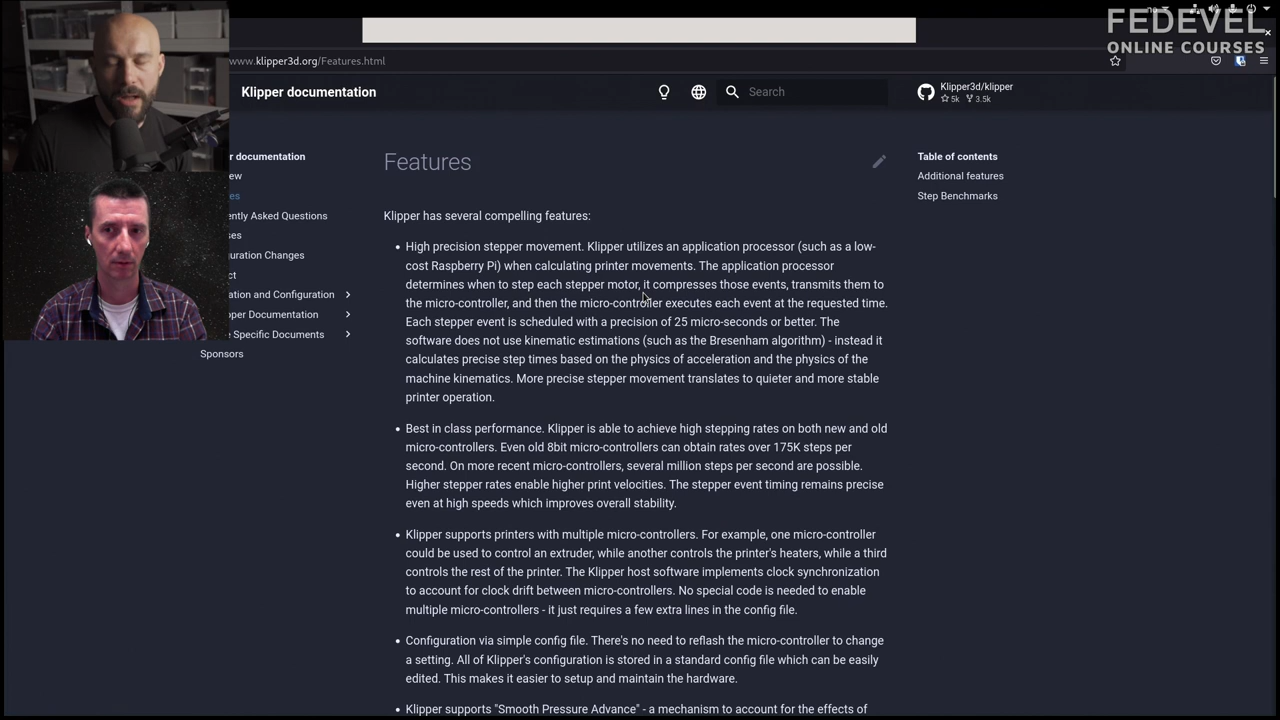 FEDEVEL
ONLINE COURSES
www.klipper3d.org/Features.html
Klipper documentation
Search
Klipper3d/klipper
5k 3.5k
r documentation
ew
es
ently Asked Questions
ses
uration Changes
ct
ation and Configuration
oper Documentation
e Specific Documents
Sponsors
Features
Klipper has several compelling features:
• High precision stepper movement. Klipper utilizes an application processor (such as a low-
cost Raspberry Pi) when calculating printer movements. The application processor
determines when to step each stepper motor, it compresses those events, transmits them to
the micro-controller, and then the micro-controller executes each event at the requested time.
Each stepper event is scheduled with a precision of 25 micro-seconds or better. The
software does not use kinematic estimations (such as the Bresenham algorithm) - instead it
calculates precise step times based on the physics of acceleration and the physics of the
machine kinematics. More precise stepper movement translates to quieter and more stable
printer operation.
• Best in class performance. Klipper is able to achieve high stepping rates on both new and old
micro-controllers. Even old 8bit micro-controllers can obtain rates over 175K steps per
second. On more recent micro-controllers, several million steps per second are possible.
Higher stepper rates enable higher print velocities. The stepper event timing remains precise
even at high speeds which improves overall stability.
• Klipper supports printers with multiple micro-controllers. For example, one micro-controller
could be used to control an extruder, while another controls the printer's heaters, while a third
controls the rest of the printer. The Klipper host software implements clock synchronization
to account for clock drift between micro-controllers. No special code is needed to enable
multiple micro-controllers - it just requires a few extra lines in the config file.
• Configuration via simple config file. There's no need to reflash the micro-controller to change
a setting. All of Klipper's configuration is stored in a standard config file which can be easily
edited. This makes it easier to setup and maintain the hardware.
• Klipper supports "Smooth Pressure Advance" - a mechanism to account for the effects of
Table of contents
Additional features
Step Benchmarks